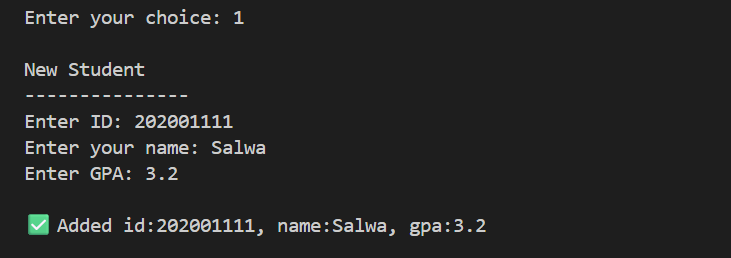 Enter your choice: 1
New Student
---------------
Enter ID: 202001111
Enter your name: Salwa
Enter GPA: 3.2
✅ Added id:202001111, name:Salwa, gpa:3.2